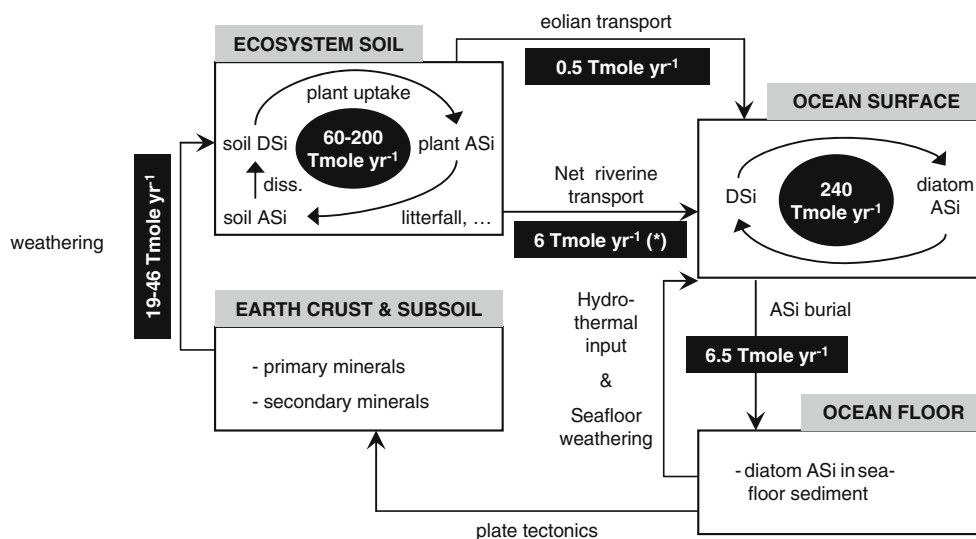 eolian transport
ECOSYSTEM SOIL
0.5 Tmole yr-1
OCEAN SURFACE
plant uptake
soil DSi
60-200
Tmole yr-1
plant ASi
diss.
soil ASi
litterfall, …
Net riverine
transport
6 Tmole yr-1 (*)
DSi
240
Tmole yr-1
diatom
ASi
weathering
19-46 Tmole yr-1
EARTH CRUST & SUBSOIL
- primary minerals
- secondary minerals
Hydro-
thermal
input
&
Seafloor
weathering
ASi burial
6.5 Tmole yr-1
OCEAN FLOOR
- diatom ASi in sea-
floor sediment
plate tectonics